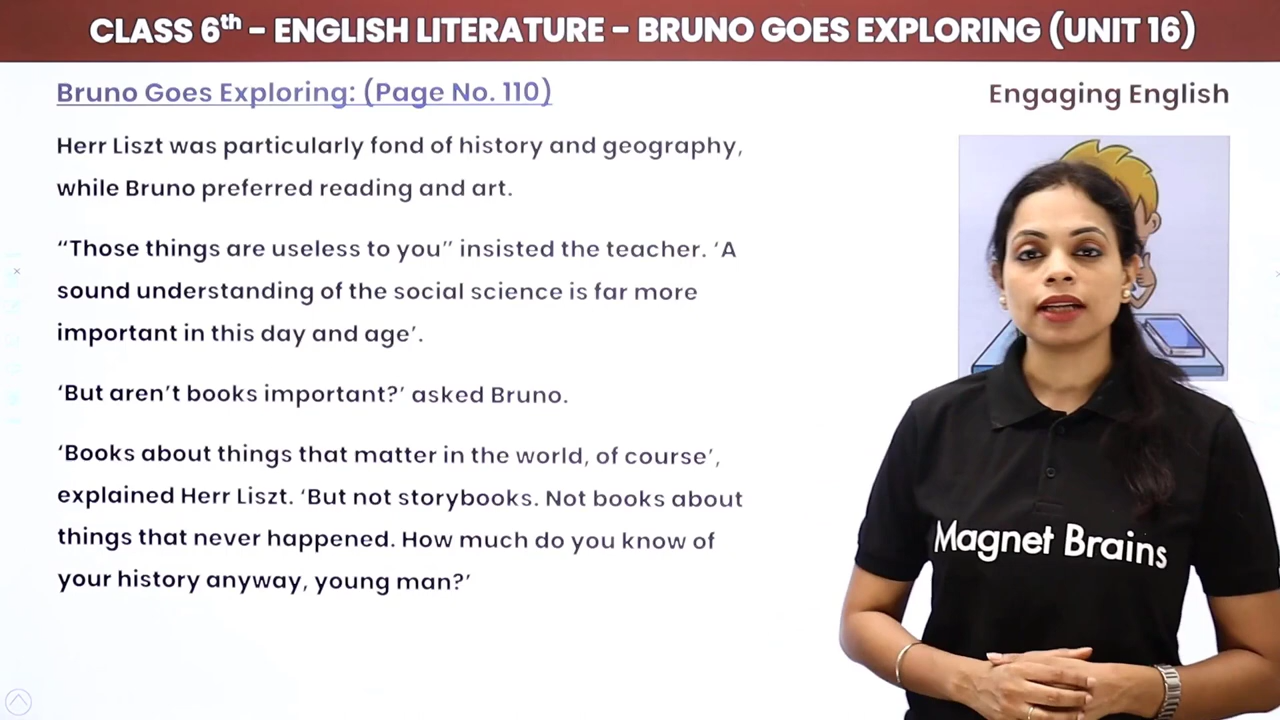 CLASS 6th – ENGLISH LITERATURE – BRUNO GOES EXPLORING (UNIT 16)
Bruno Goes Exploring: (Page No. 110)
Engaging English
Herr Liszt was particularly fond of history and geography,
while Bruno preferred reading and art.
“Those things are useless to you” insisted the teacher. ‘A
sound understanding of the social science is far more
important in this day and age’.
‘But aren’t books important?’ asked Bruno.
‘Books about things that matter in the world, of course’,
explained Herr Liszt. ‘But not storybooks. Not books about
things that never happened. How much do you know of
your history anyway, young man?’
Magnet Brains